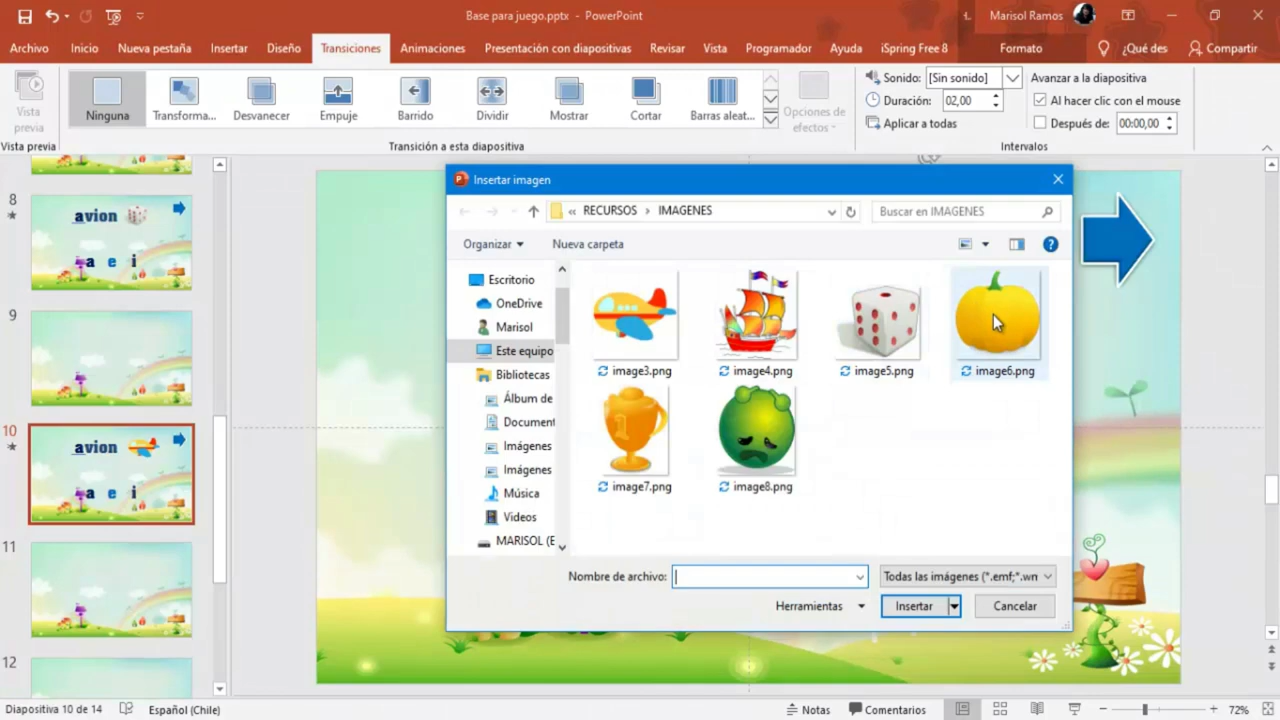 Base para juego.pptx - PowerPoint
Marisol Ramos
Archivo Inicio Nueva pestaña Insertar Diseño Transiciones Animaciones Presentación con diapositivas Revisar Vista Programador Ayuda iSpring Free 8 Formato ¿Qué des Compartir
Vista previa
Ninguna Transforma... Desvanecer Empuje Barrido Dividir Mostrar Cortar Barras aleat...
Opciones de efectos
Sonido: [Sin sonido]
Duración: 02,00
Aplicar a todas
Avanzar a la diapositiva
Al hacer clic con el mouse
Después de: 00:00,00
Vista previa Transición a esta diapositiva Intervalos
8
avion
a e i
9
10
avion
a e i
11
12
Insertar imagen
« RECURSOS › IMAGENES
Buscar en IMAGENES
Organizar Nueva carpeta
Escritorio
OneDrive
Marisol
Este equipo
Bibliotecas
Álbum de
Document
Imágenes
Imágenes
Música
Videos
MARISOL (E
image3.png image4.png image5.png image6.png
1
image7.png image8.png
Nombre de archivo:
Todas las imágenes (*.emf;*.wn
Herramientas Insertar Cancelar
Diapositiva 10 de 14 Español (Chile) Notas Comentarios 72%